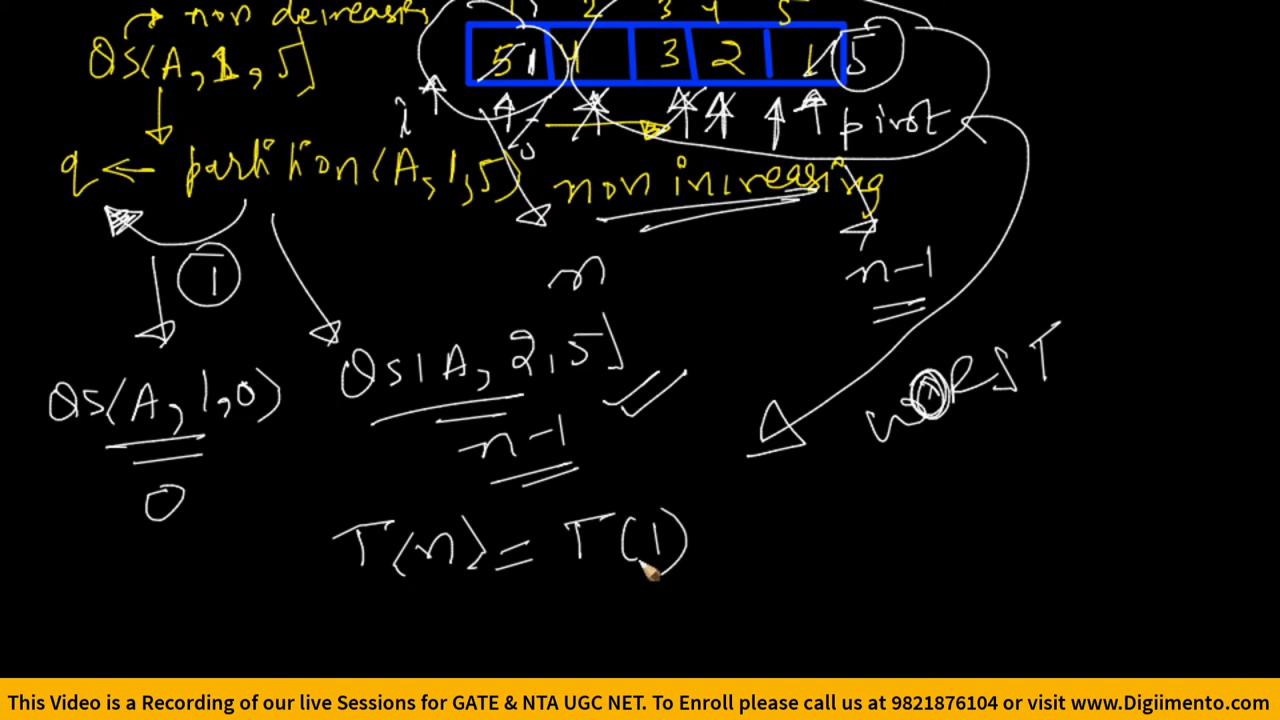 non decreasing 1 2 3 4 5
QS(A, 1, 5] 5 1 4 3 2 1 5
i pivot
q ← partition(A, 1, 5) non increasing
1 n n-1
QS(A, 1, 0) QS(A, 2, 5] WORST
n-1
0
T(n) = T(1)
This Video is a Recording of our live Sessions for GATE & NTA UGC NET. To Enroll please call us at 9821876104 or visit www.Digiimento.com